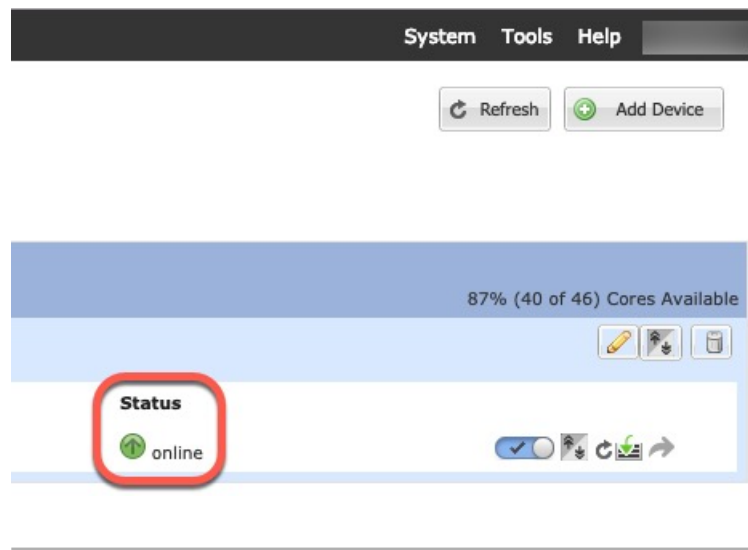 System Tools Help
Refresh Add Device
87% (40 of 46) Cores Available
Status
online